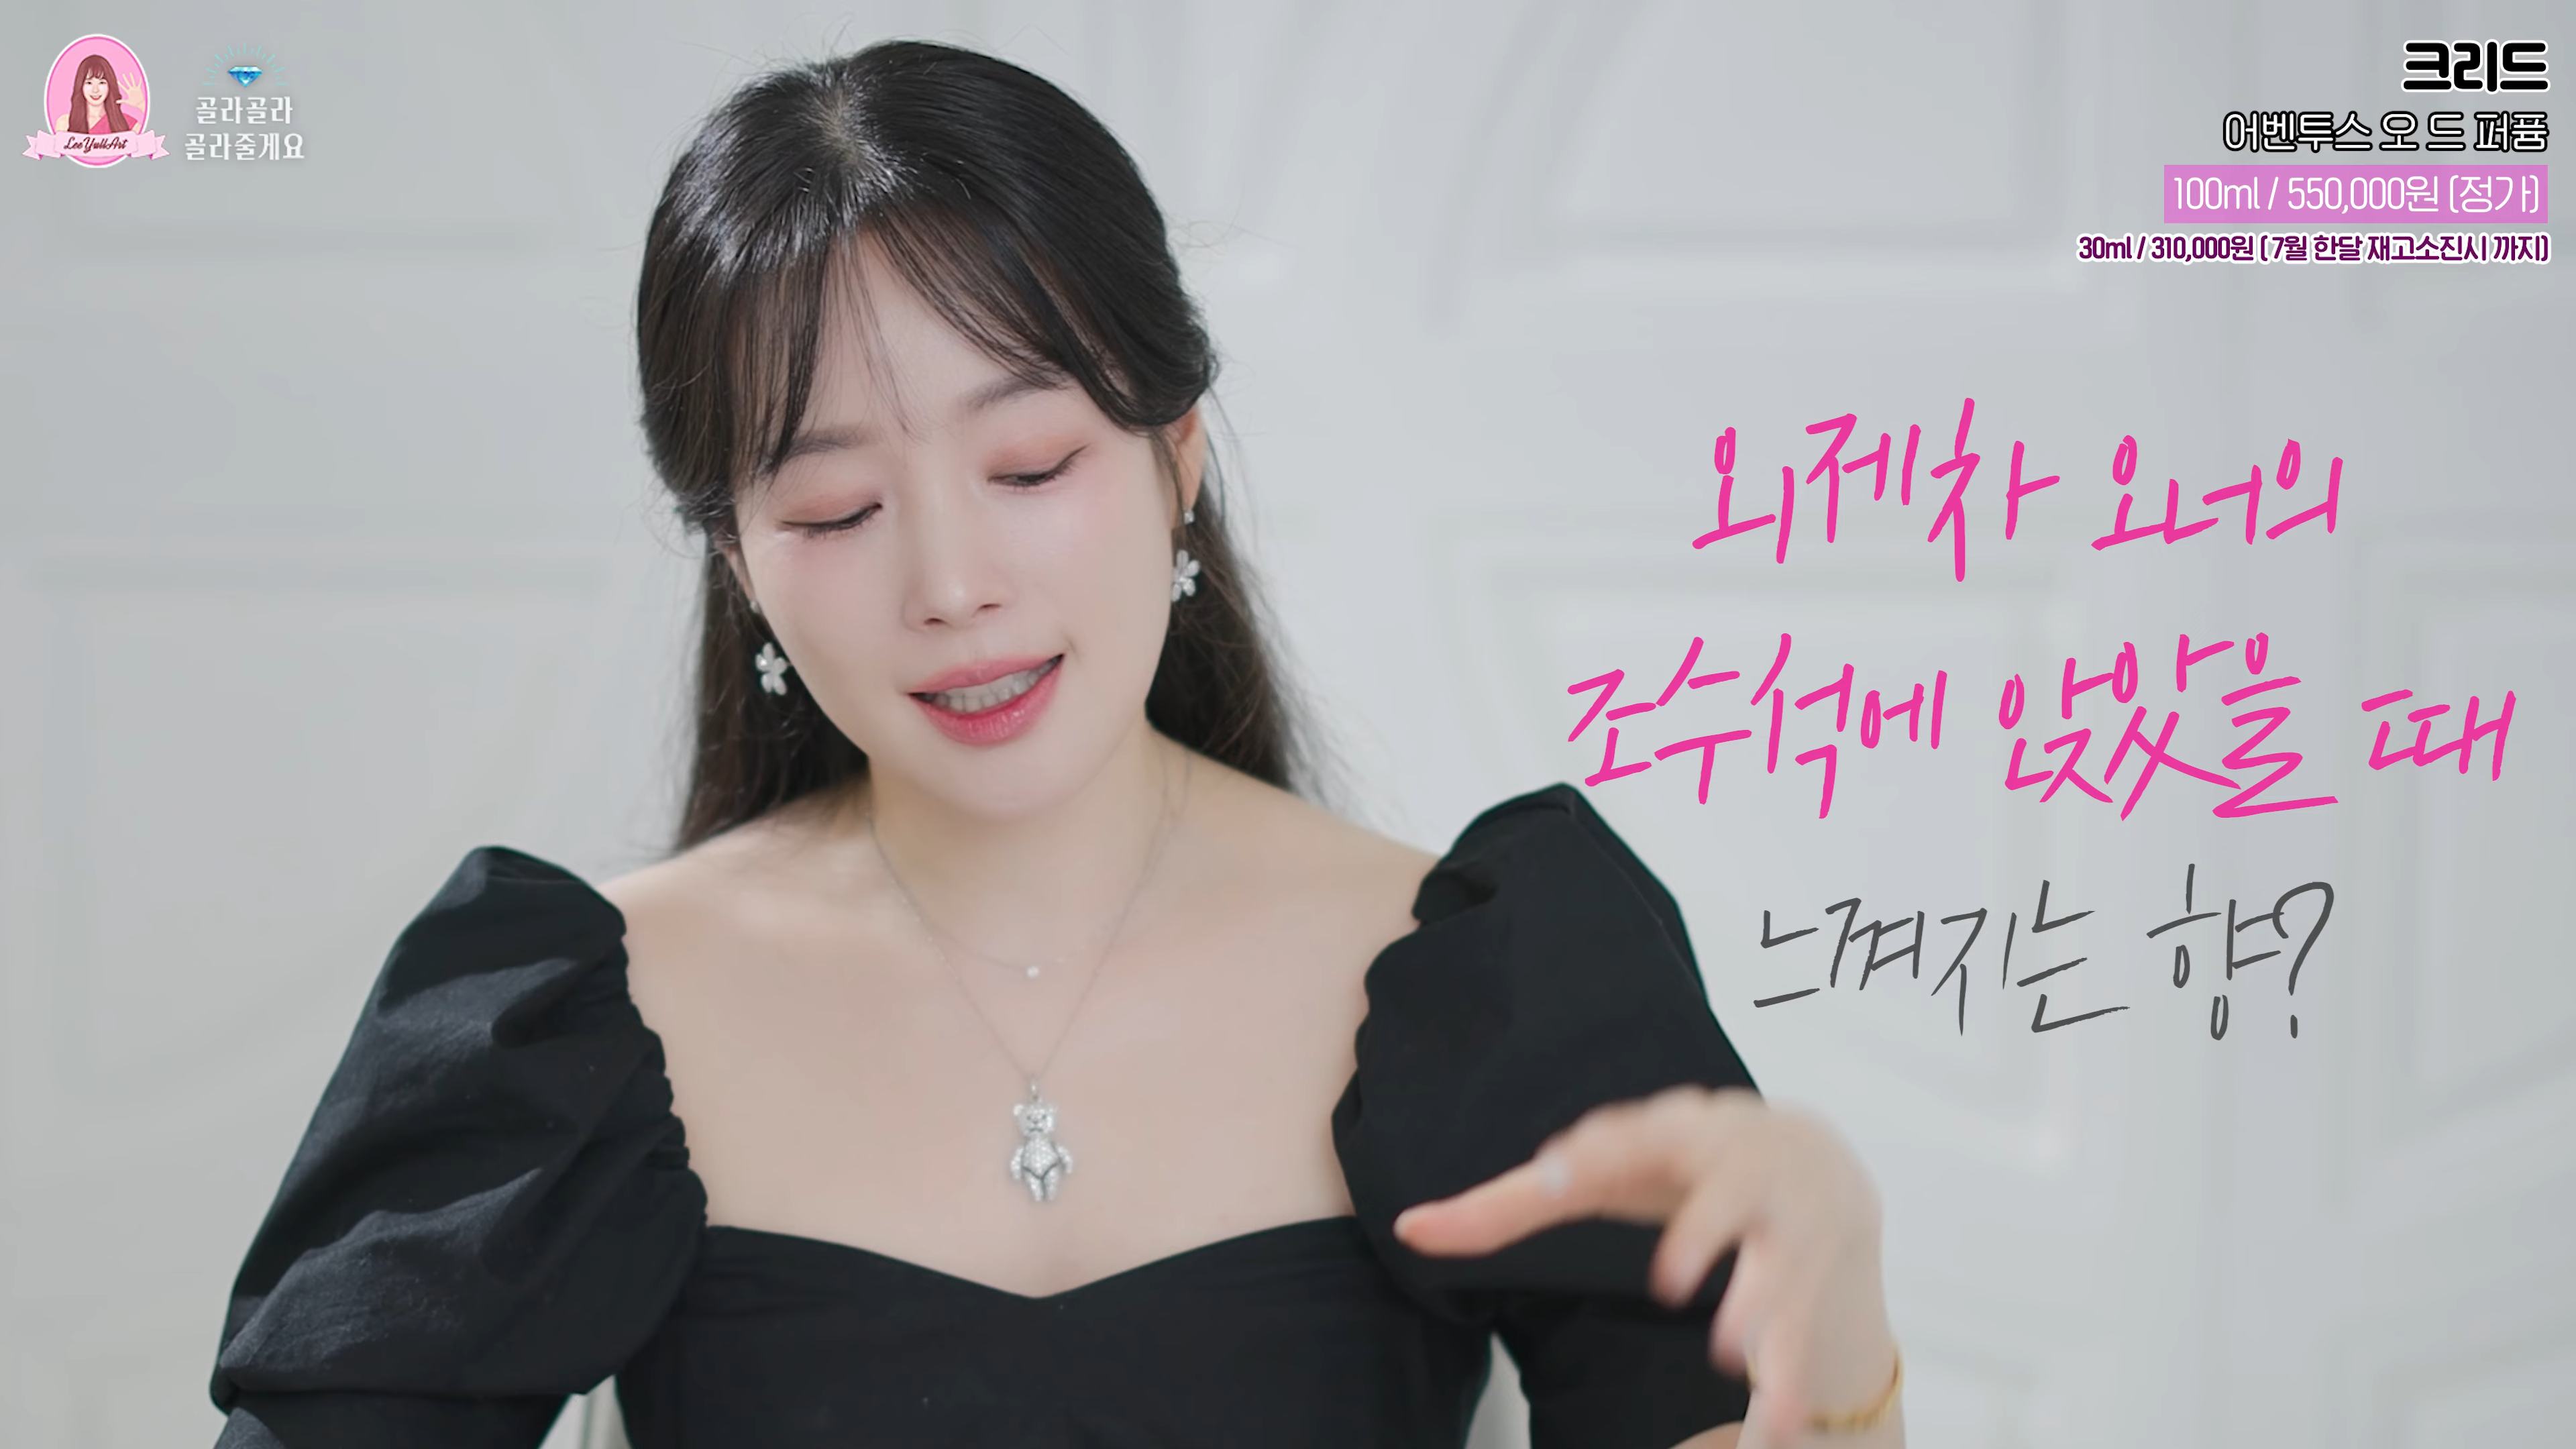 LeeYullArt
골라골라
골라줄게요
크리드
어벤투스 오 드 퍼퓸
100ml / 550,000원 (정가)
30ml / 310,000원 ( 7월 한달 재고소진시 까지)
외제차 오너의
조수석에 앉았을 때
느껴지는 향?